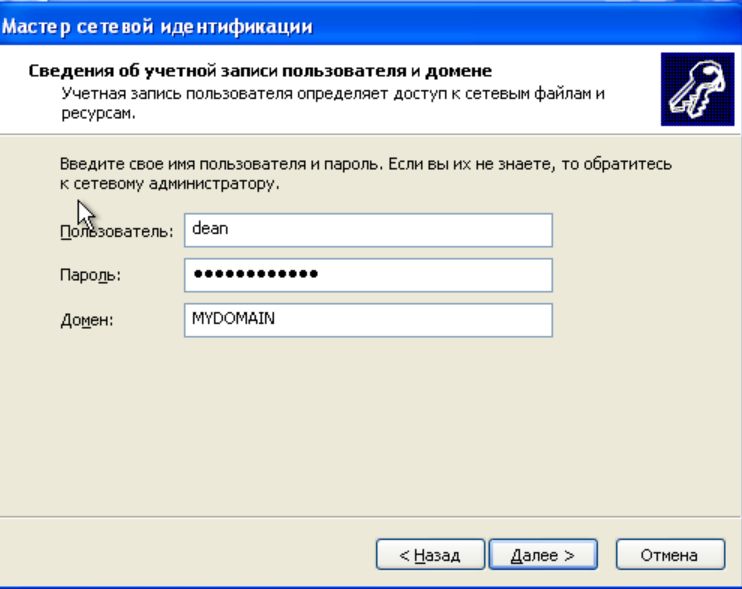 Мастер сетевой идентификации
Сведения об учетной записи пользователя и домене
Учетная запись пользователя определяет доступ к сетевым файлам и
ресурсам.
Введите свое имя пользователя и пароль. Если вы их не знаете, то обратитесь
к сетевому администратору.
Пользователь: dean
Пароль: ●●●●●●●●●●●●
Домен: MYDOMAIN
< Назад Далее > Отмена